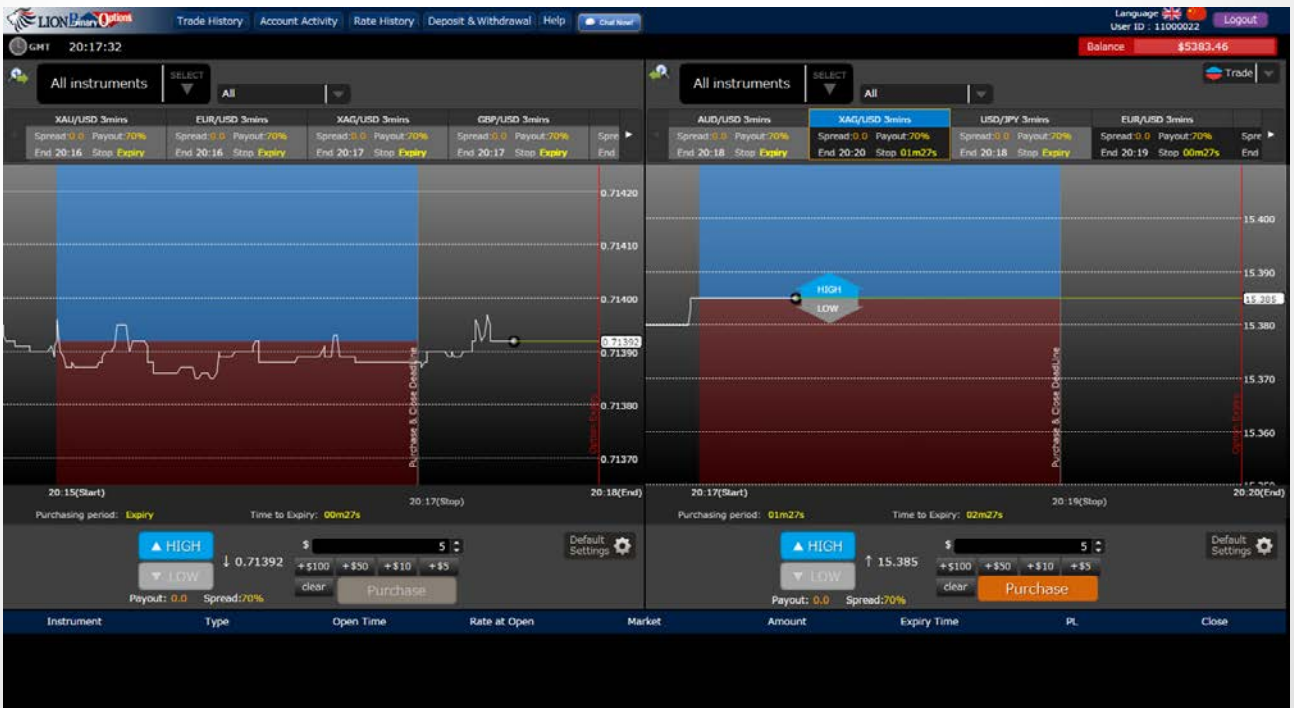 LION Binary Options
Trade History Account Activity Rate History Deposit & Withdrawal Help Chat Now!
Language
User ID : 11000022
Logout
GMT 20:17:32
Balance $5383.46
All instruments SELECT All
XAU/USD 3mins EUR/USD 3mins XAG/USD 3mins GBP/USD 3mins
Spread:0.0 Payout:70% Spread:0.0 Payout:70% Spread:0.0 Payout:70% Spread:0.0 Payout:70% Spre
End 20:16 Stop Expiry End 20:16 Stop Expiry End 20:17 Stop Expiry End 20:17 Stop Expiry End
0.71420
0.71410
0.71400
0.71392
0.71390
0.71380
0.71370
Purchase & Close DeadLine
Option Expiry
20:15(Start) 20:17(Stop) 20:18(End)
Purchasing period: Expiry Time to Expiry: 00m27s
HIGH
LOW
↓ 0.71392
$ 5
+$100 +$50 +$10 +$5
clear Purchase
Payout: 0.0 Spread:70%
Default
Settings
All instruments SELECT All
Trade
AUD/USD 3mins XAG/USD 3mins USD/JPY 3mins EUR/USD 3mins
Spread:0.0 Payout:70% Spread:0.0 Payout:70% Spread:0.0 Payout:70% Spread:0.0 Payout:70% Spre
End 20:18 Stop Expiry End 20:20 Stop 01m27s End 20:18 Stop Expiry End 20:19 Stop 00m27s End
15.400
15.390
15.385
15.380
15.370
15.360
HIGH
LOW
Purchase & Close DeadLine
Option Expiry
20:17(Start) 20:19(Stop) 20:20(End)
Purchasing period: 01m27s Time to Expiry: 02m27s
HIGH
LOW
↑ 15.385
$ 5
+$100 +$50 +$10 +$5
clear Purchase
Payout: 0.0 Spread:70%
Default
Settings
Instrument Type Open Time Rate at Open Market Amount Expiry Time PL Close